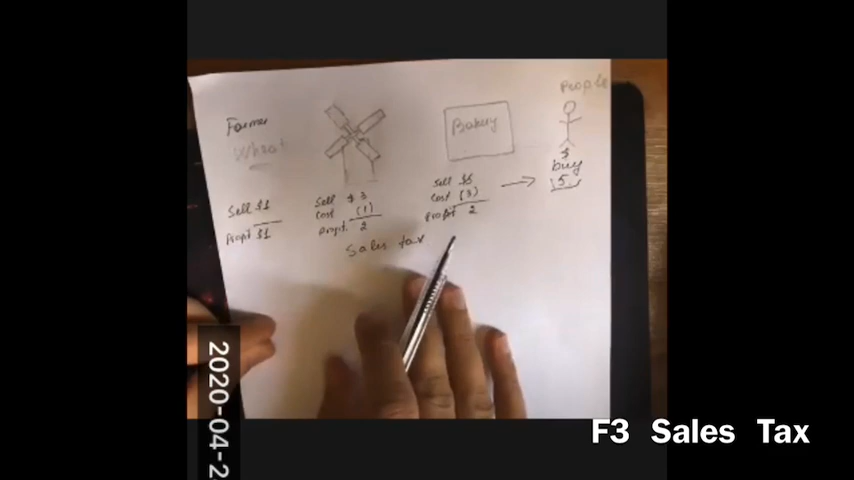 People
Farmer
Wheat
Bakery
$
buy
5
Sell $1
Profit $1
Sell $3
Cost (1)
Profit 2
Sell $5
Cost (3)
Profit 2
Sales tax
2020-04-2
F3 Sales Tax